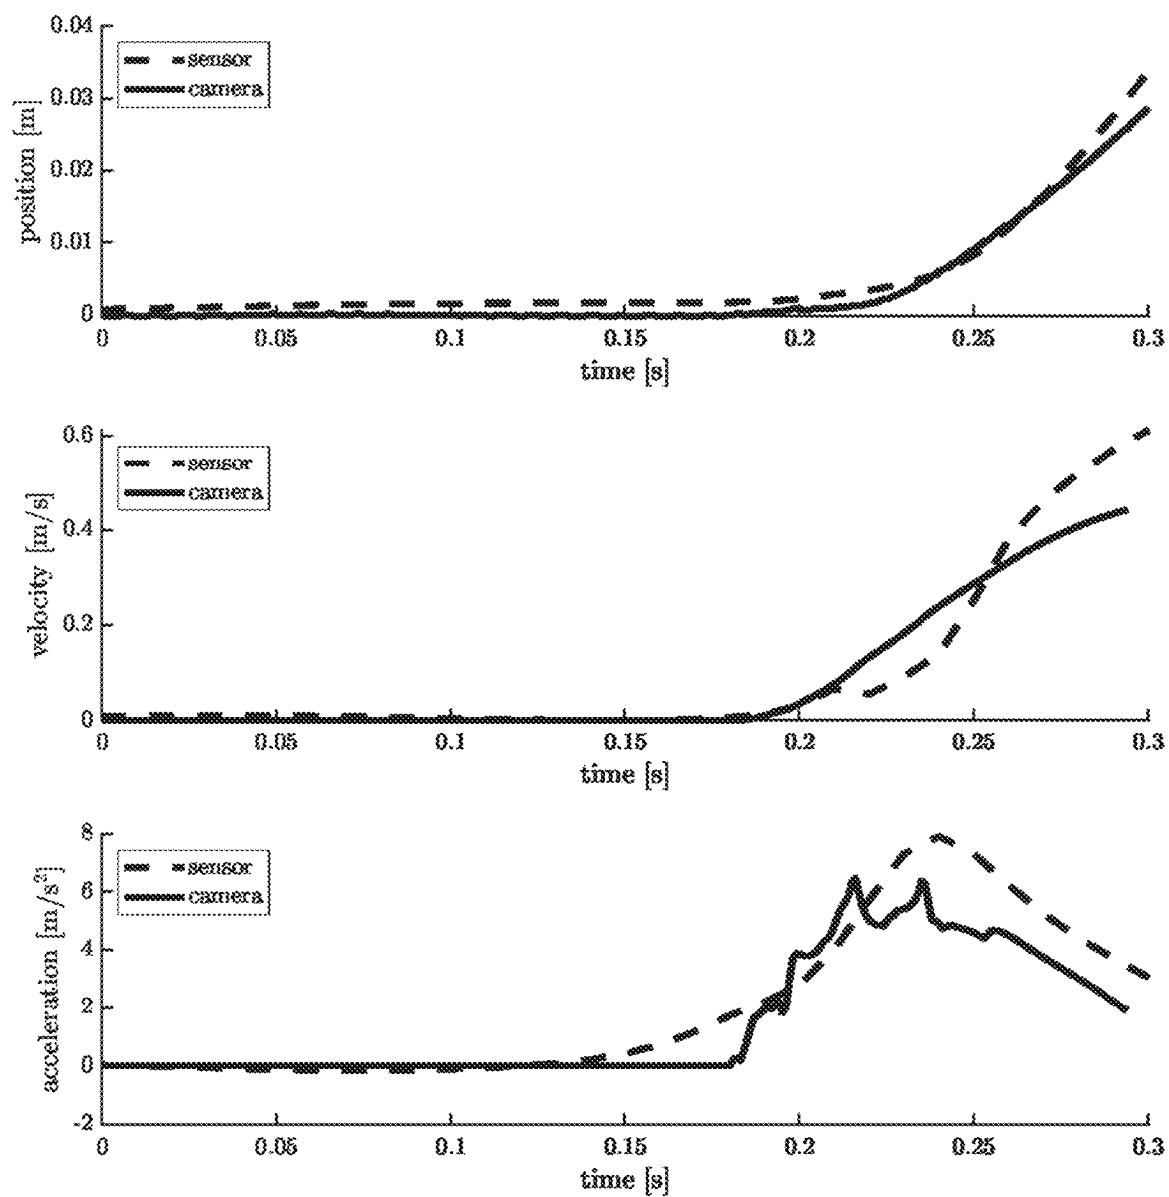 0.04
0.03
0.02
0.01
0
position [m]
sensor
camera
0 0.05 0.1 0.15 0.2 0.25 0.3
time [s]
0.6
0.4
0.2
0
velocity [m/s]
sensor
camera
0 0.05 0.1 0.15 0.2 0.25 0.3
time [s]
8
6
4
2
0
-2
acceleration [m/s²]
sensor
camera
0 0.05 0.1 0.15 0.2 0.25 0.3
time [s]